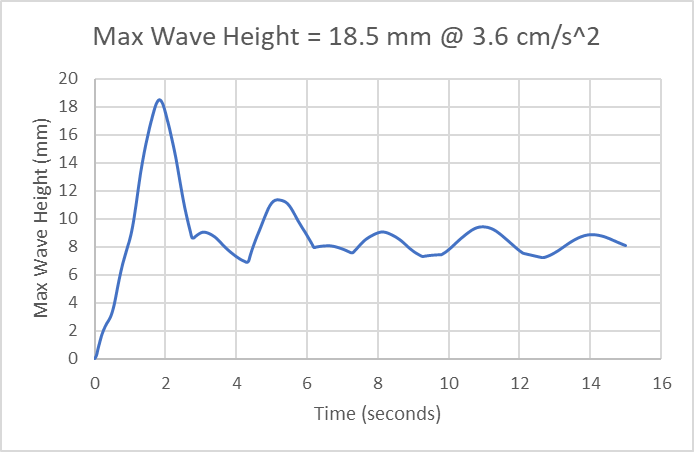 Max Wave Height = 18.5 mm @ 3.6 cm/s^2
Max Wave Height (mm)
20
18
16
14
12
10
8
6
4
2
0
0 2 4 6 8 10 12 14 16
Time (seconds)